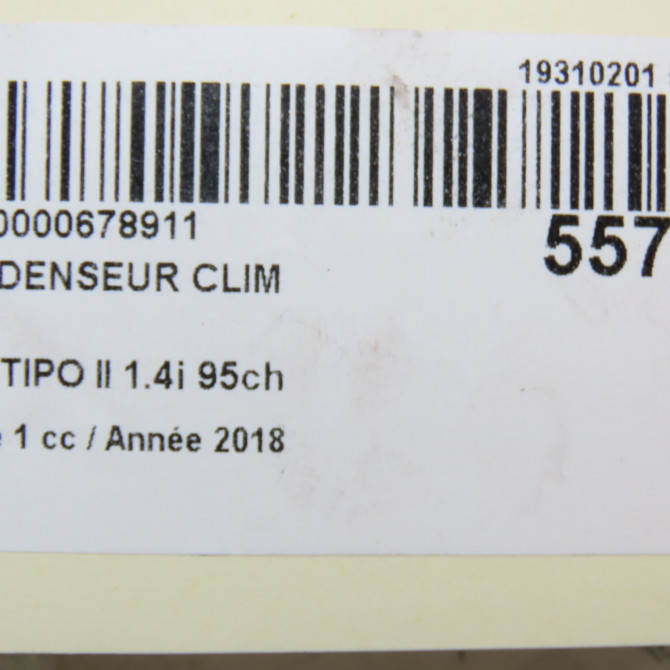 19310201
0000678911
557
DENSEUR CLIM
TIPO II 1.4i 95ch
1 cc / Année 2018